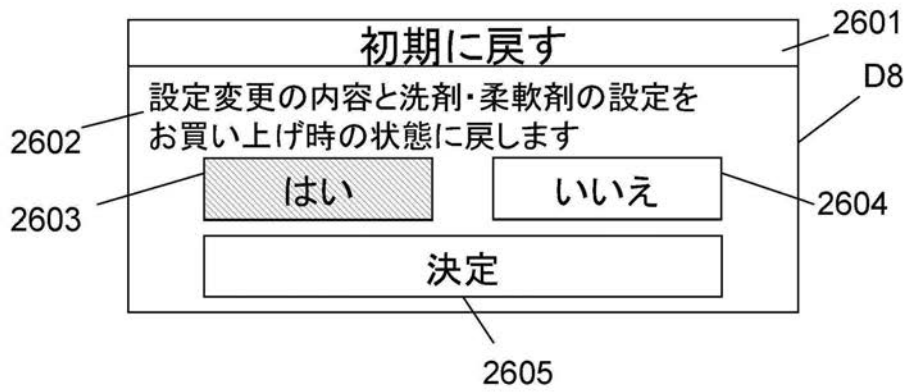 初期に戻す
2601
D8
設定変更の内容と洗剤・柔軟剤の設定を
お買い上げ時の状態に戻します
2602
はい
いいえ
2603
2604
決定
2605